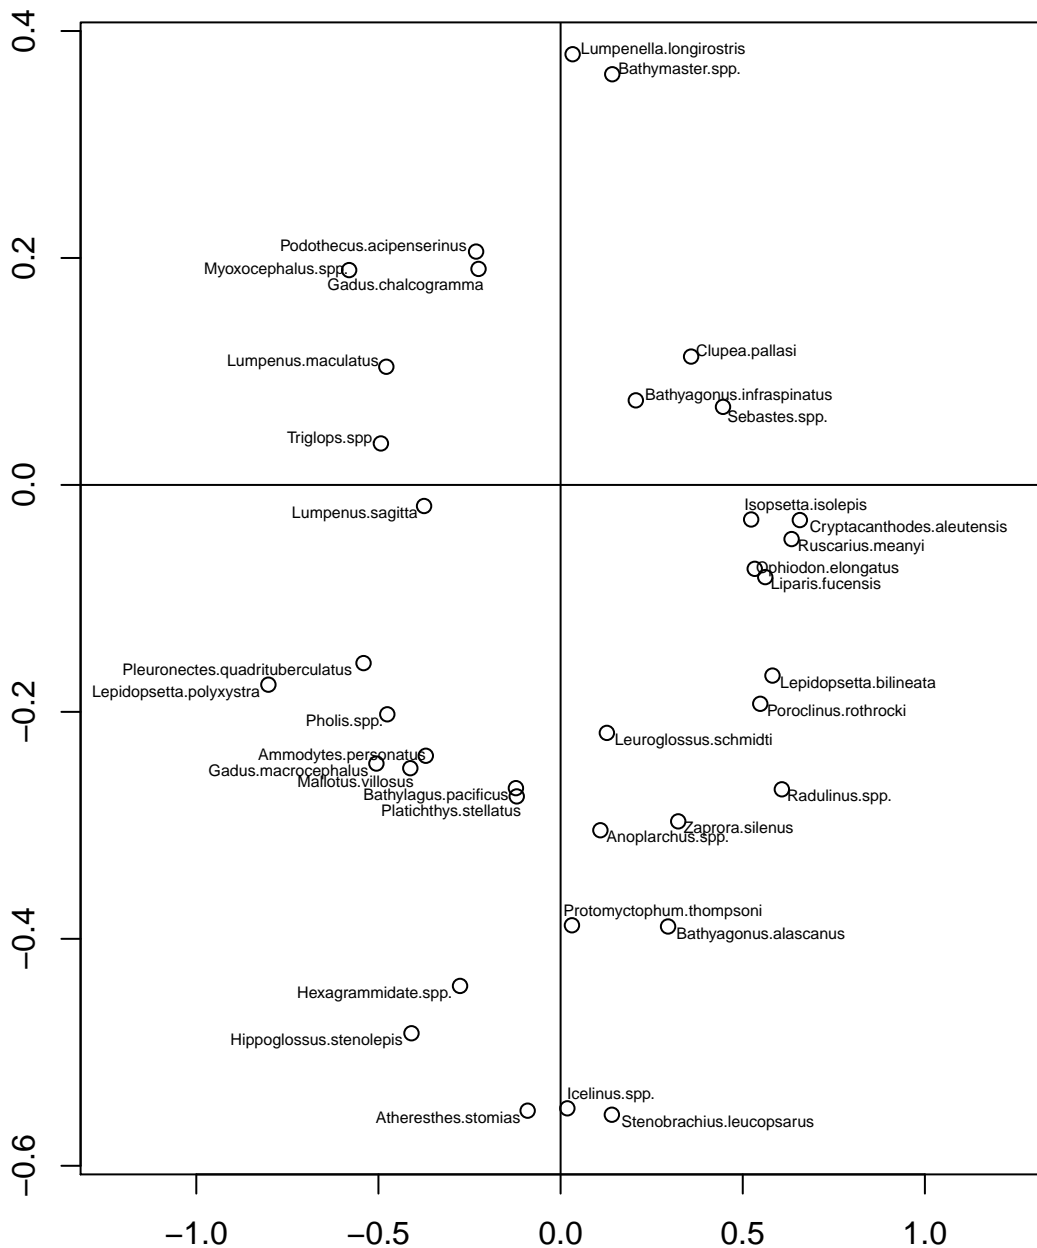 0.4
Lumpenella.longirostris
Bathymaster.spp.
Podothecus.acipenserinus
0.2
Myoxocephalus.spp.
Gadus.chalcogramma
Clupea.pallasi
Lumpenus.maculatus
Bathyagonus.infraspinatus
Sebastes.spp.
Triglops.spp
0.0
Isopsetta.isolepis
Lumpenus.sagitta
Cryptacanthodes.aleutensis
Ruscarius.meanyi
Ophiodon.elongatus
Liparis.fucensis
Pleuronectes.quadrituberculatus
Lepidopsetta.bilineata
Lepidopsetta.polyxystra
−0.2
Poroclinus.rothrocki
Pholis.spp.
Leuroglossus.schmidti
Ammodytes.personatus
Gadus.macrocephalus
Mallotus.villosus
Bathylagus.pacificus
Radulinus.spp.
Platichthys.stellatus
Zaprora.silenus
Anoplarchus.spp.
Protomyctophum.thompsoni
Bathyagonus.alascanus
−0.4
Hexagrammidate.spp.
Hippoglossus.stenolepis
Icelinus.spp.
Atheresthes.stomias
Stenobrachius.leucopsarus
−0.6
−1.0 −0.5 0.0 0.5 1.0